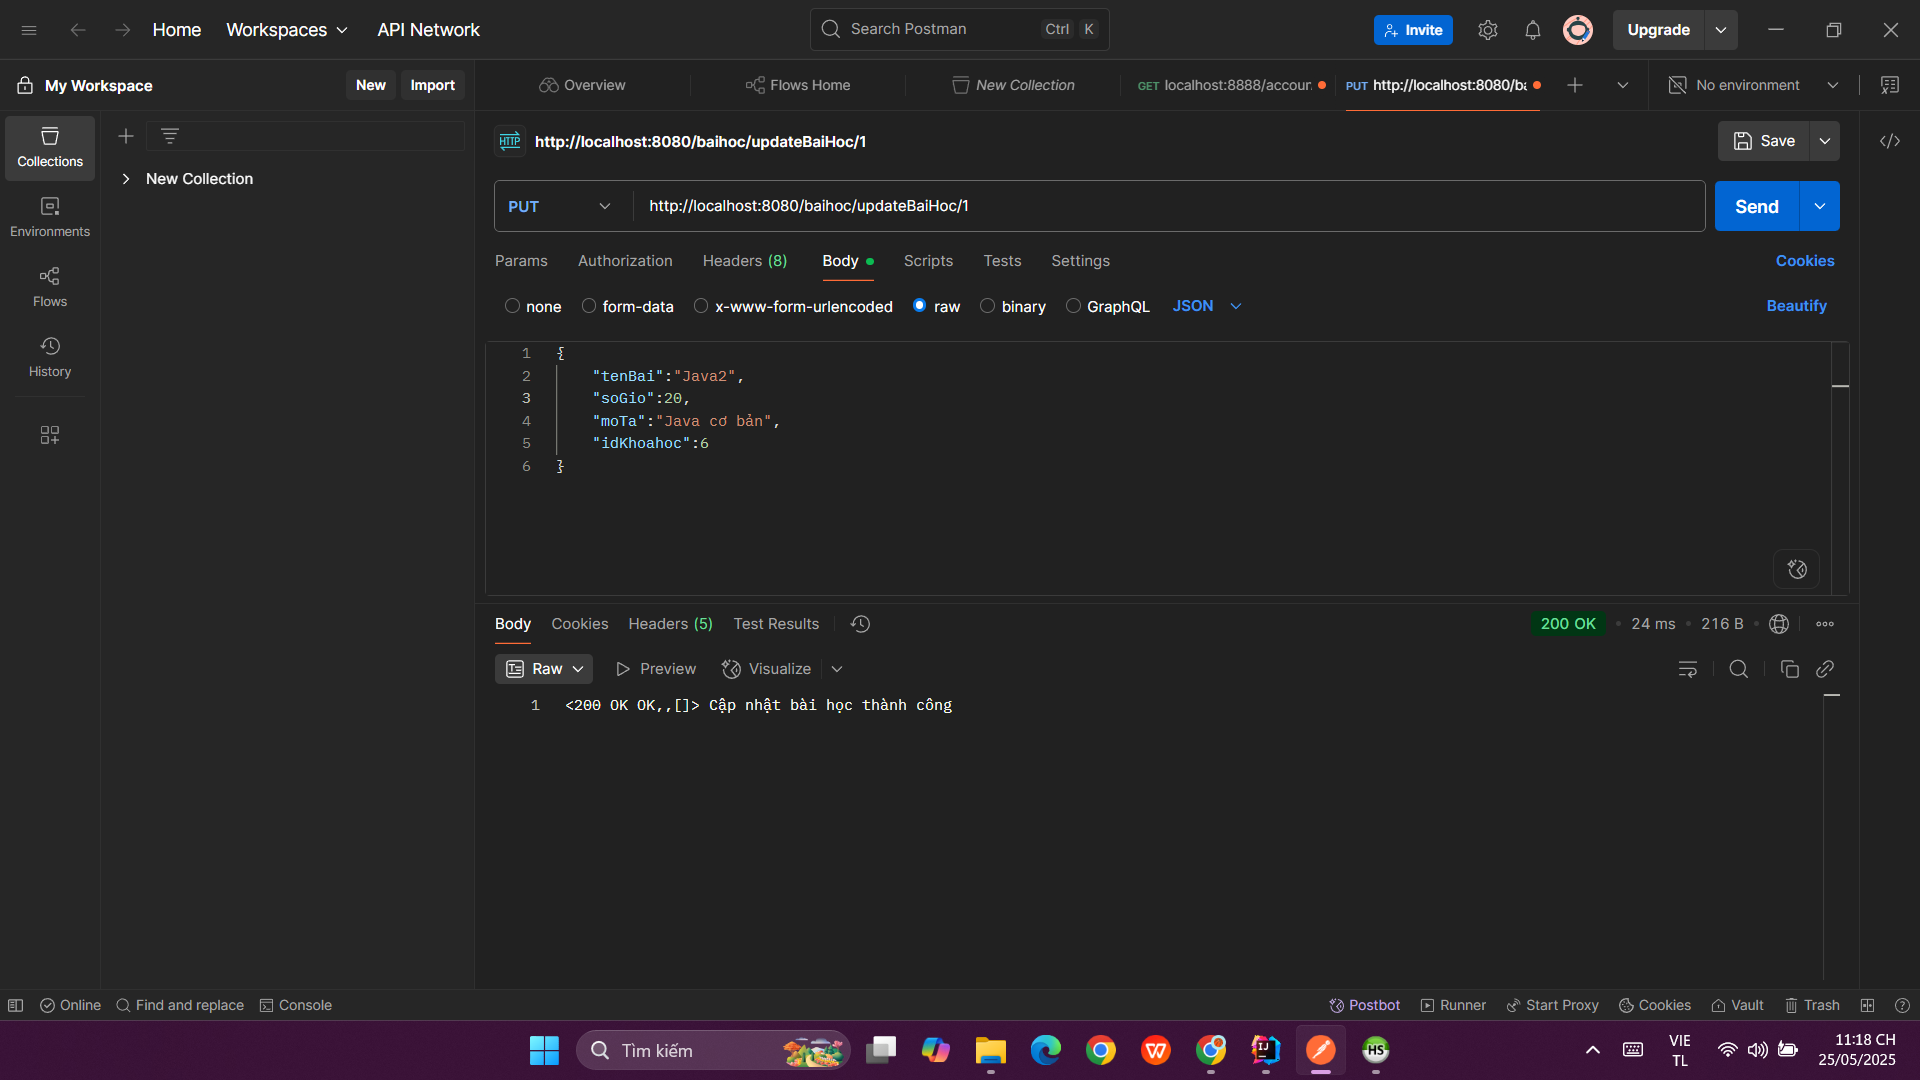 Home Workspaces API Network Search Postman Ctrl K Invite Upgrade
My Workspace New Import Overview Flows Home New Collection GET localhost:8888/accour PUT http://localhost:8080/ba No environment
Collections
Environments
Flows
History
New Collection
HTTP http://localhost:8080/baihoc/updateBaiHoc/1 Save
PUT http://localhost:8080/baihoc/updateBaiHoc/1 Send
Params Authorization Headers (8) Body Scripts Tests Settings Cookies
none form-data x-www-form-urlencoded raw binary GraphQL JSON Beautify
1 {
2 "tenBai":"Java2",
3 "soGio":20,
4 "moTa":"Java cơ bản",
5 "idKhoahoc":6
6 }
Body Cookies Headers (5) Test Results 200 OK • 24 ms • 216 B
Raw Preview Visualize
1 <200 OK OK,,[]> Cập nhật bài học thành công
Online Find and replace Console Postbot Runner Start Proxy Cookies Vault Trash
Tìm kiếm VIE TL 11:18 CH 25/05/2025